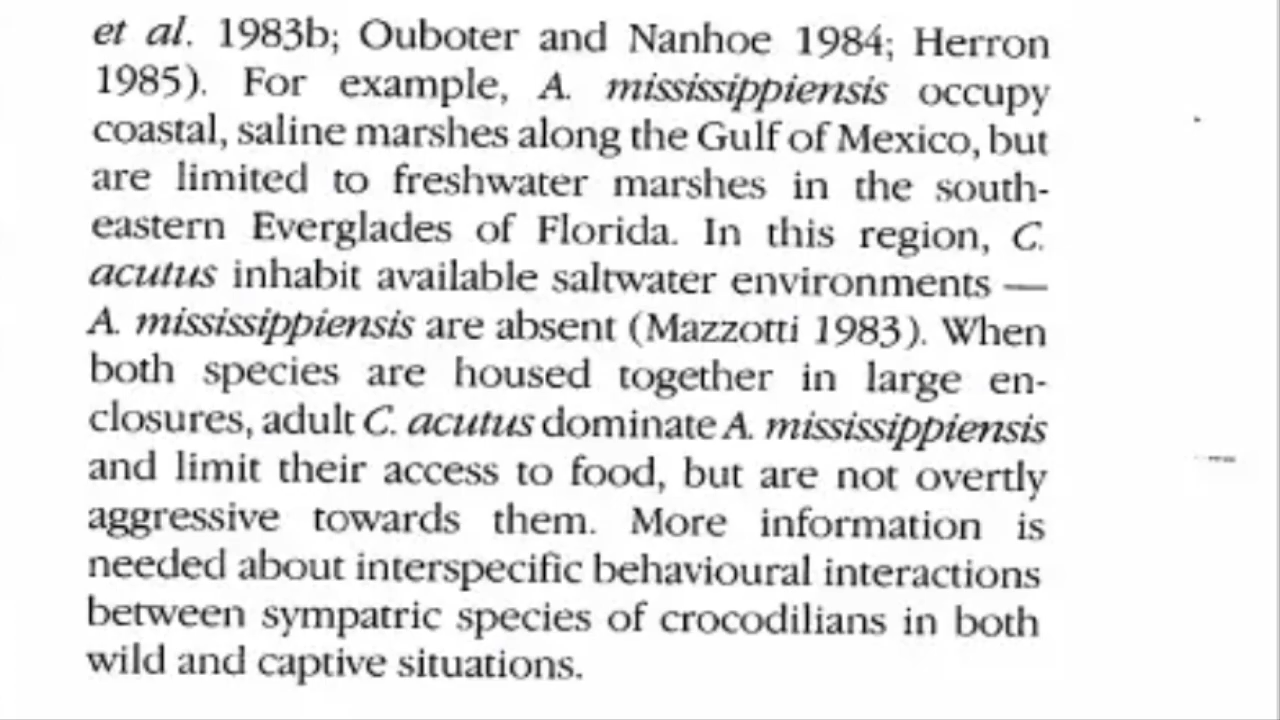 et al. 1983b; Ouboter and Nanhoe 1984; Herron
1985). For example, A. mississippiensis occupy
coastal, saline marshes along the Gulf of Mexico, but
are limited to freshwater marshes in the south-
eastern Everglades of Florida. In this region, C.
acutus inhabit available saltwater environments —
A. mississippiensis are absent (Mazzotti 1983). When
both species are housed together in large en-
closures, adult C. acutus dominate A. mississippiensis
and limit their access to food, but are not overtly
aggressive towards them. More information is
needed about interspecific behavioural interactions
between sympatric species of crocodilians in both
wild and captive situations.